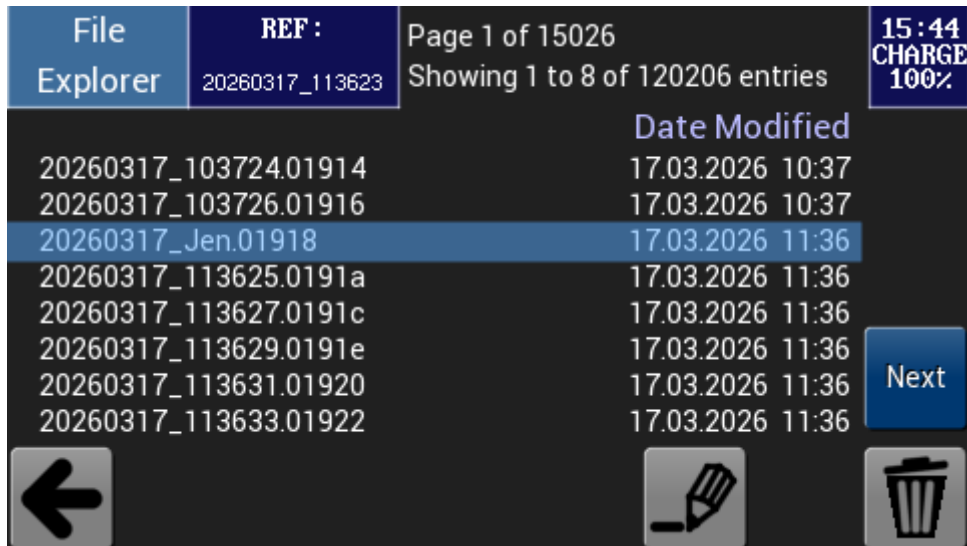 File Explorer
REF:
20260317_113623
Page 1 of 15026
Showing 1 to 8 of 120206 entries
15:44
CHARGE
100%
Date Modified
20260317_103724.01914 17.03.2026 10:37
20260317_103726.01916 17.03.2026 10:37
20260317_Jen.01918 17.03.2026 11:36
20260317_113625.0191a 17.03.2026 11:36
20260317_113627.0191c 17.03.2026 11:36
20260317_113629.0191e 17.03.2026 11:36
20260317_113631.01920 17.03.2026 11:36
20260317_113633.01922 17.03.2026 11:36
Next